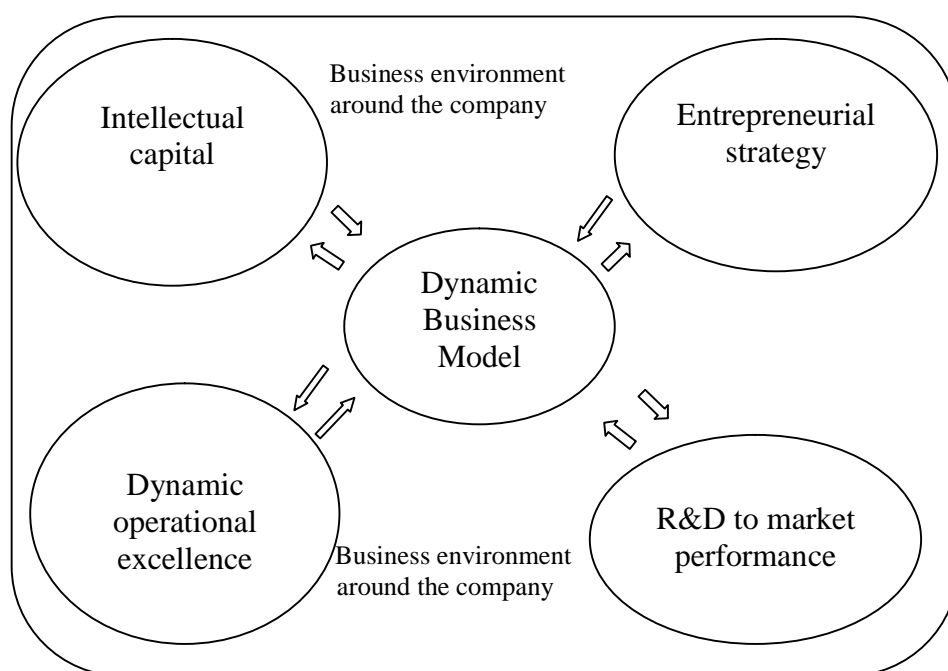 Business environment
around the company
Intellectual
capital
Entrepreneurial
strategy
Dynamic
Business
Model
Dynamic
operational
excellence
R&D to market
performance
Business environment
around the company